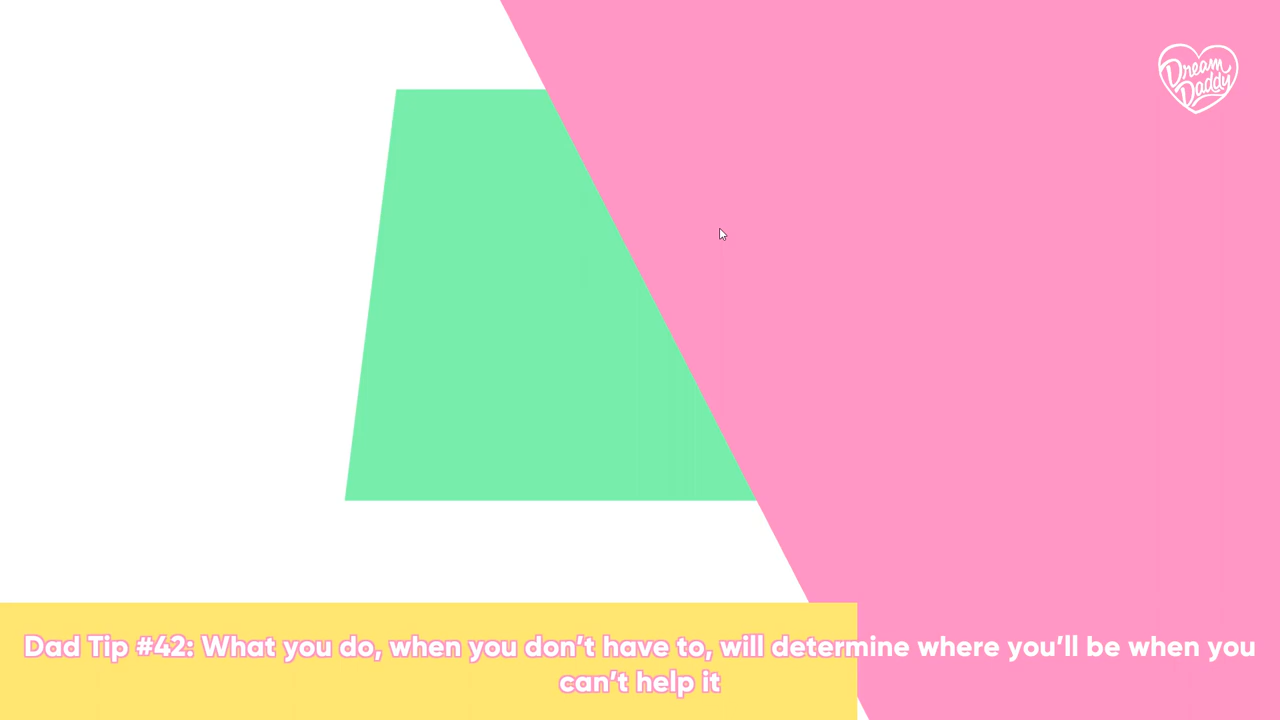 Dream
Daddy
Dad Tip #42: What you do, when you don’t have to, will determine where you’ll be when you
can’t help it